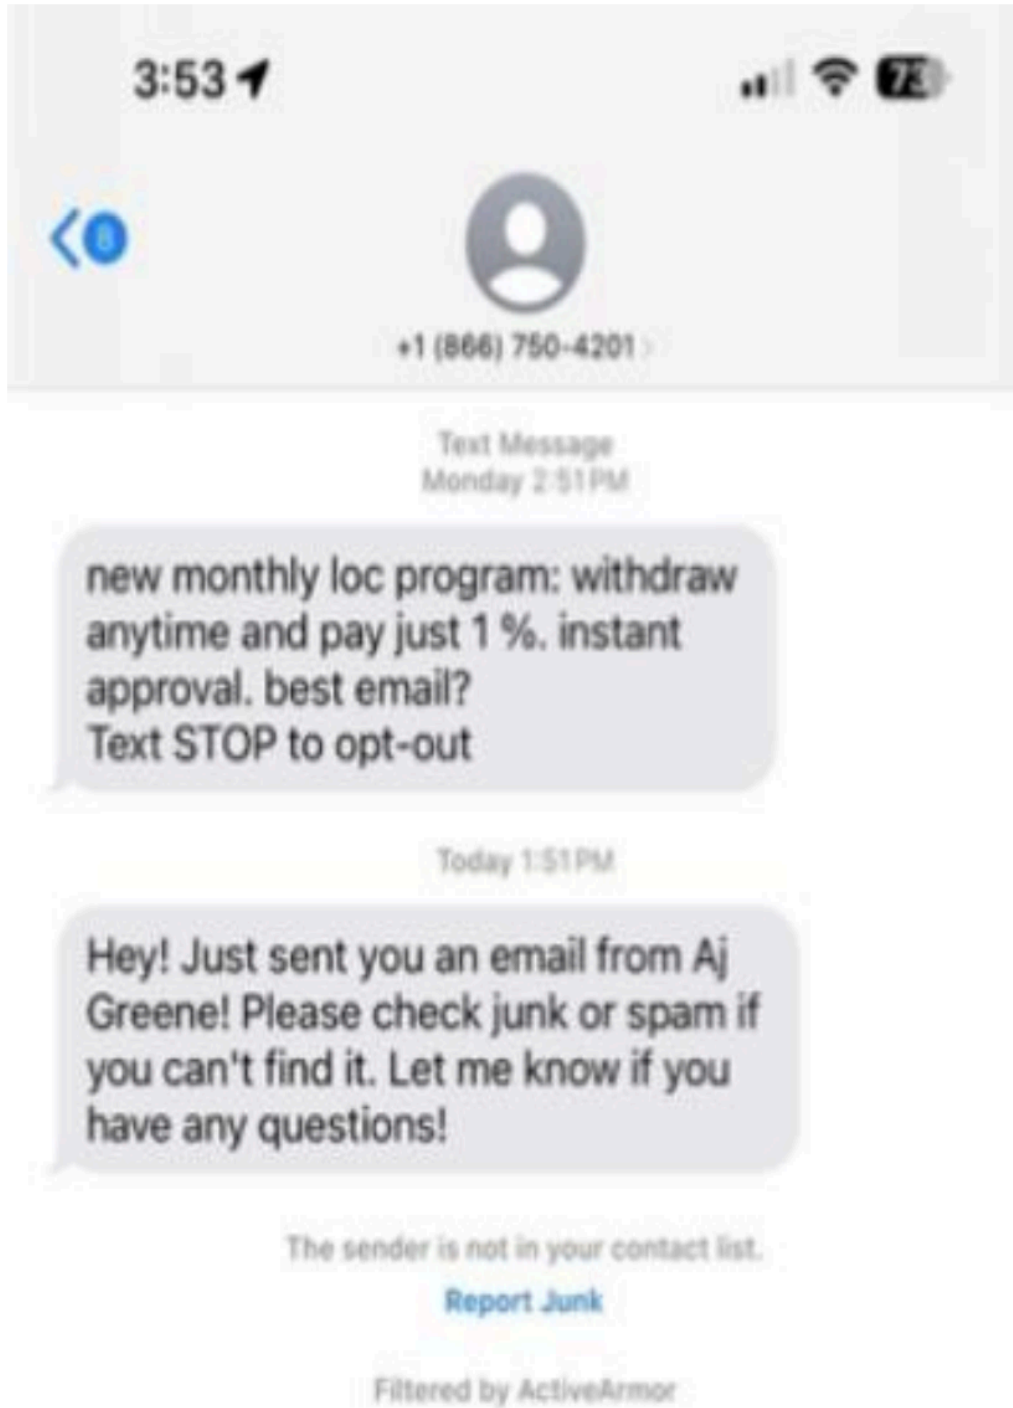 3:53
73
8
+1 (866) 750-4201
Text Message
Monday 2:51 PM
new monthly loc program: withdraw
anytime and pay just 1 %. instant
approval. best email?
Text STOP to opt-out
Today 1:51 PM
Hey! Just sent you an email from Aj
Greene! Please check junk or spam if
you can't find it. Let me know if you
have any questions!
The sender is not in your contact list.
Report Junk
Filtered by ActiveArmor